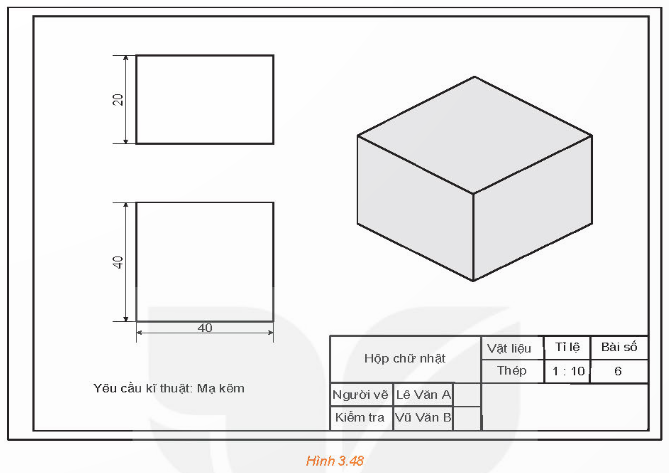 20
40
40
Hộp chữ nhật
Vật liệu
Tỉ lệ
Bài số
Thép
1 : 10
6
Yêu cầu kĩ thuật: Mạ kẽm
Người vẽ
Lê Văn A
Kiểm tra
Vũ Văn B
Hình 3.48